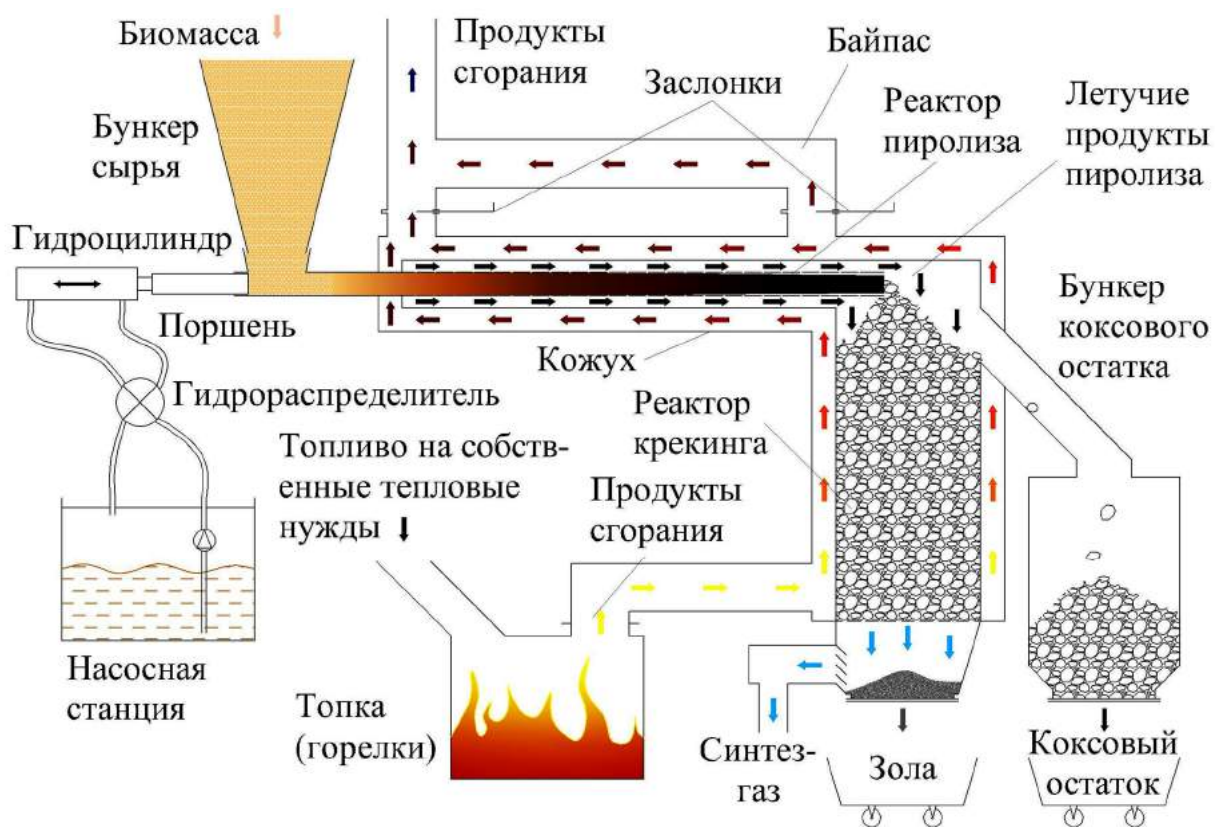 Биомасса
Продукты
сгорания
Байпас
Заслонки
Реактор
пиролиза
Летучие
продукты
пиролиза
Бункер
сырья
Гидроцилиндр
Поршень
Бункер
коксового
остатка
Кожух
Гидрораспределитель
Реактор
крекинга
Топливо на собств-
енные тепловые
нужды
Продукты
сгорания
Насосная
станция
Топка
(горелки)
Синтез-
газ
Зола
Коксовый
остаток